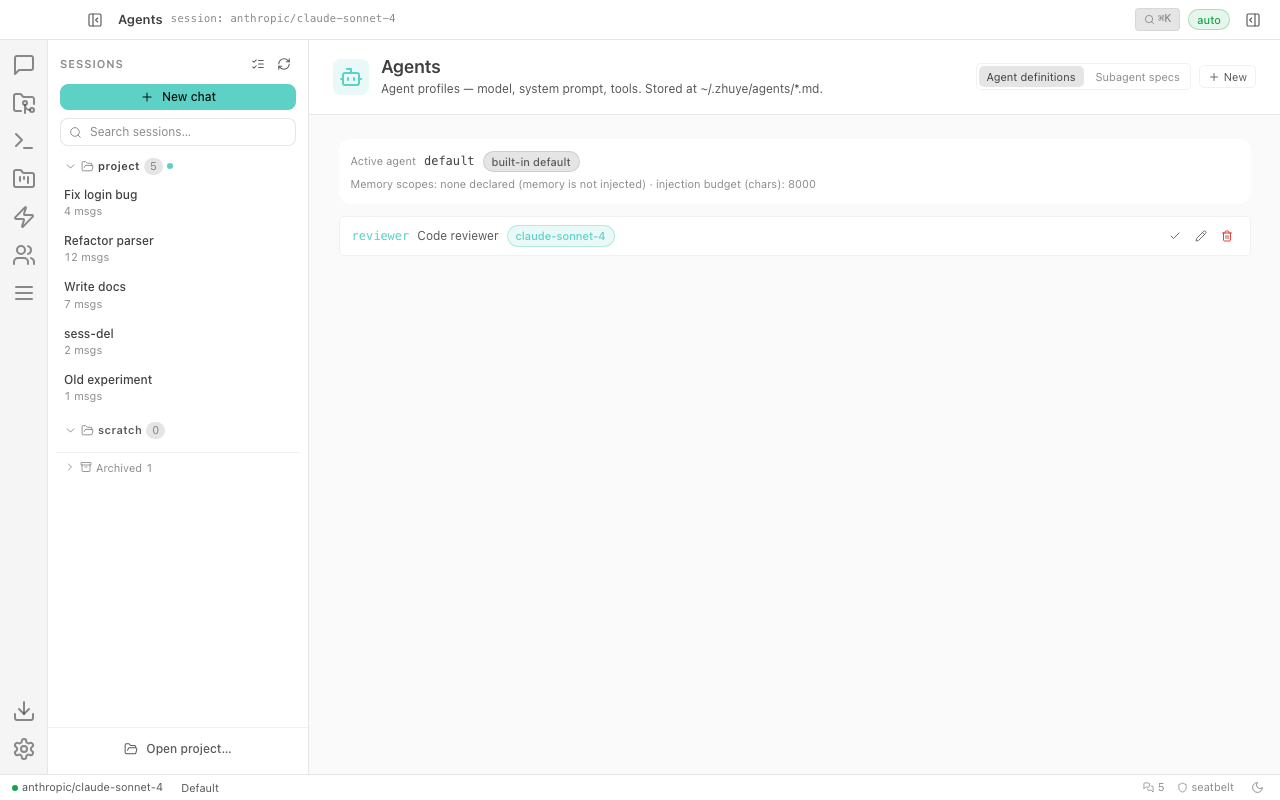 Agents session: anthropic/claude-sonnet-4
⌘K
auto
SESSIONS
New chat
Search sessions...
project 5
Fix login bug
4 msgs
Refactor parser
12 msgs
Write docs
7 msgs
sess-del
2 msgs
Old experiment
1 msgs
scratch 0
Archived 1
Open project...
Agents
Agent profiles — model, system prompt, tools. Stored at ~/.zhuye/agents/*.md.
Agent definitions
Subagent specs
New
Active agent default built-in default
Memory scopes: none declared (memory is not injected) · injection budget (chars): 8000
reviewer Code reviewer claude-sonnet-4
anthropic/claude-sonnet-4 Default
5 seatbelt